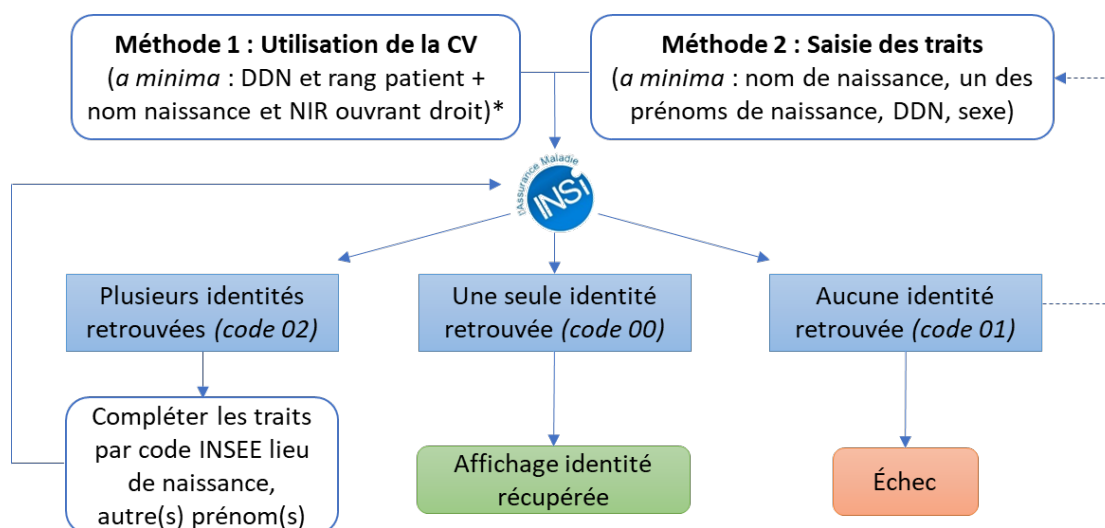 Méthode 1 : Utilisation de la CV
(a minima : DDN et rang patient +
nom naissance et NIR ouvrant droit)*
Méthode 2 : Saisie des traits
(a minima : nom de naissance, un des
prénoms de naissance, DDN, sexe)
l'Assurance Maladie
INSi
Plusieurs identités
retrouvées (code 02)
Une seule identité
retrouvée (code 00)
Aucune identité
retrouvée (code 01)
Compléter les traits
par code INSEE lieu
de naissance,
autre(s) prénom(s)
Affichage identité
récupérée
Échec